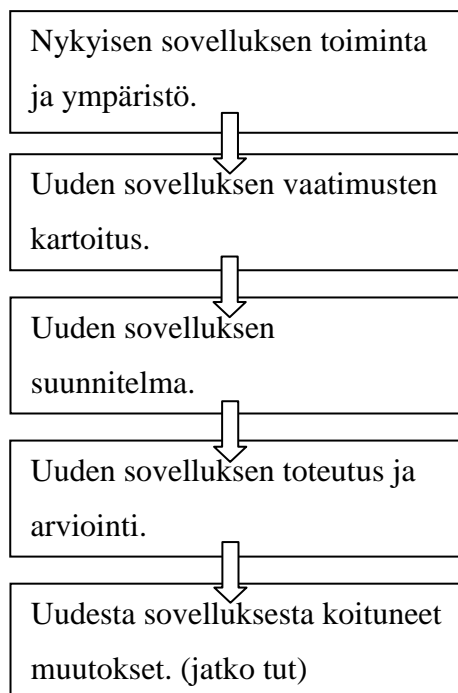 Nykyisen sovelluksen toiminta
ja ympäristö.
Uuden sovelluksen vaatimusten
kartoitus.
Uuden sovelluksen
suunnitelma.
Uuden sovelluksen toteutus ja
arviointi.
Uudesta sovelluksesta koituneet
muutokset. (jatko tut)